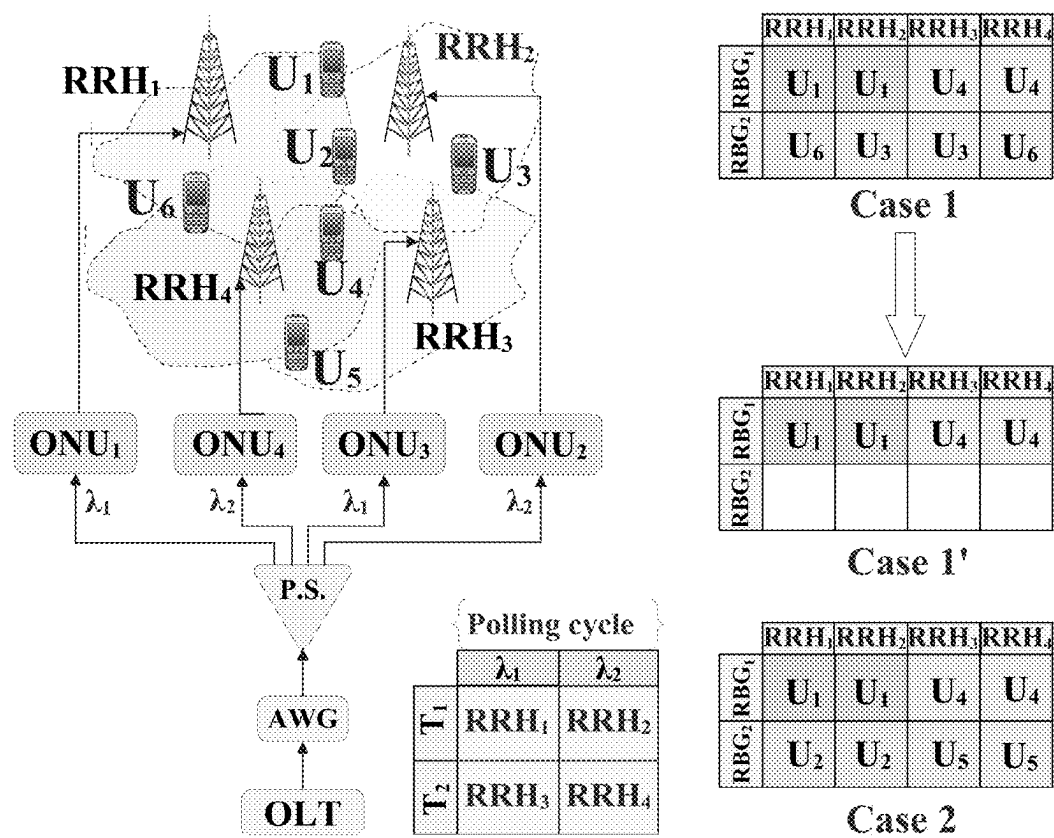 RRH₁
U₁
RRH₂
U₂
U₃
U₆
RRH₄
U₄
RRH₃
U₅
ONU₁
ONU₄
ONU₃
ONU₂
λ₁
λ₂
λ₁
λ₂
P.S.
AWG
OLT
Polling cycle
λ₁ λ₂
T₁ RRH₁ RRH₂
T₂ RRH₃ RRH₄
RRH₁ RRH₂ RRH₃ RRH₄
RBG₁ U₁ U₁ U₄ U₄
RBG₂ U₆ U₃ U₃ U₆
Case 1
RRH₁ RRH₂ RRH₃ RRH₄
RBG₁ U₁ U₁ U₄ U₄
RBG₂
Case 1'
RRH₁ RRH₂ RRH₃ RRH₄
RBG₁ U₁ U₁ U₄ U₄
RBG₂ U₂ U₂ U₅ U₅
Case 2